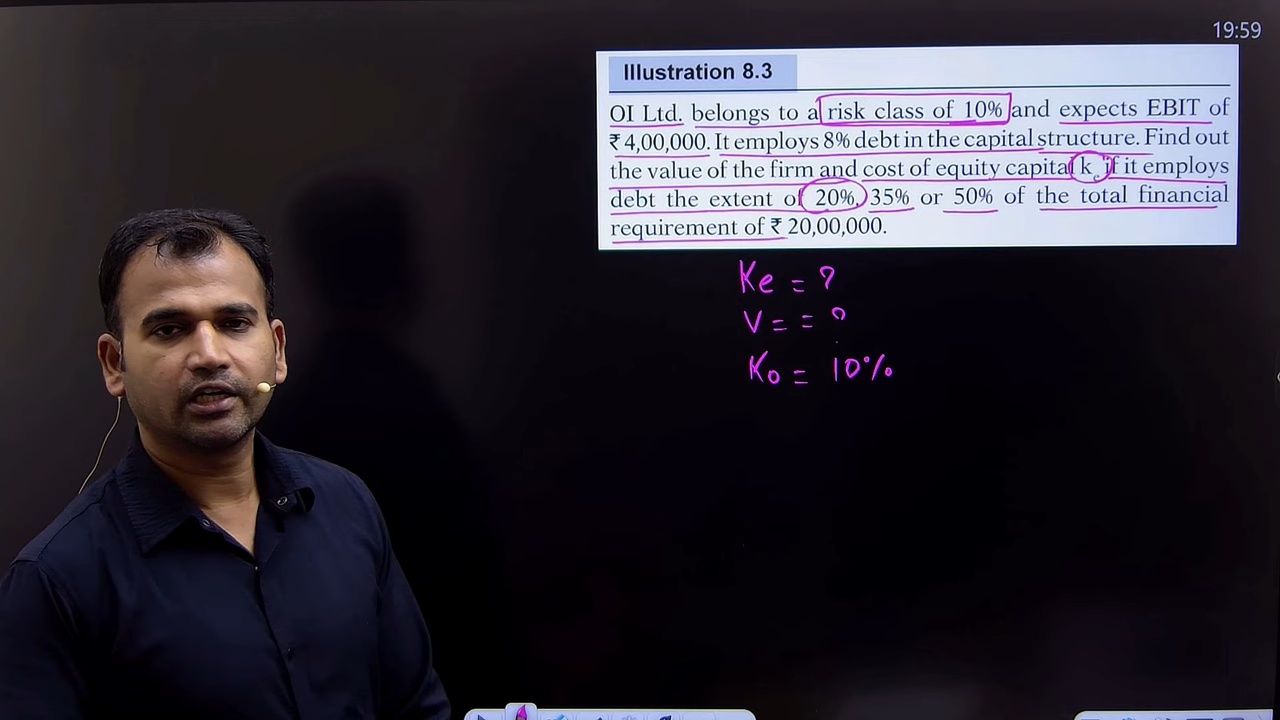 19:59
Illustration 8.3
OI Ltd. belongs to a risk class of 10% and expects EBIT of
₹ 4,00,000. It employs 8% debt in the capital structure. Find out
the value of the firm and cost of equity capital kₑ if it employs
debt the extent of 20%, 35% or 50% of the total financial
requirement of ₹ 20,00,000.
Ke = ?
V = = ?
Ko = 10%